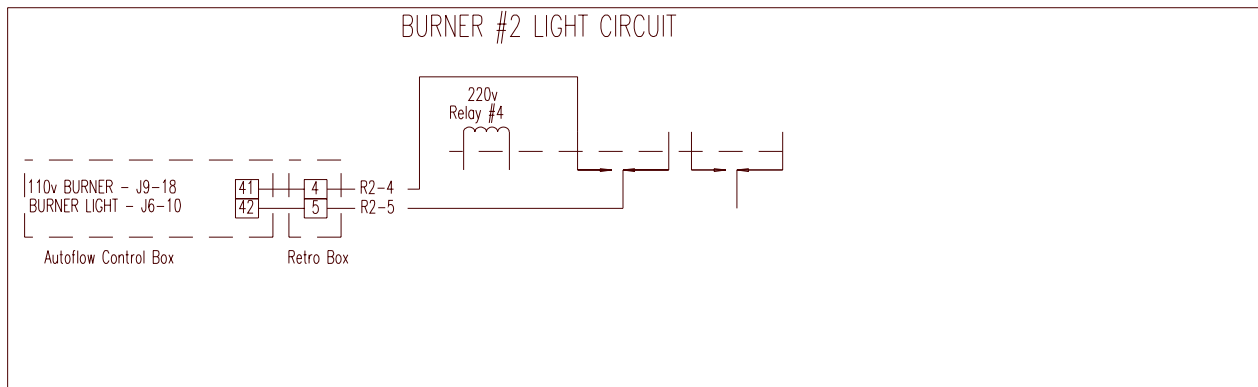 BURNER #2 LIGHT CIRCUIT
220v
Relay #4
110v BURNER - J9-18
41
4
R2-4
BURNER LIGHT - J6-10
42
5
R2-5
Autoflow Control Box
Retro Box